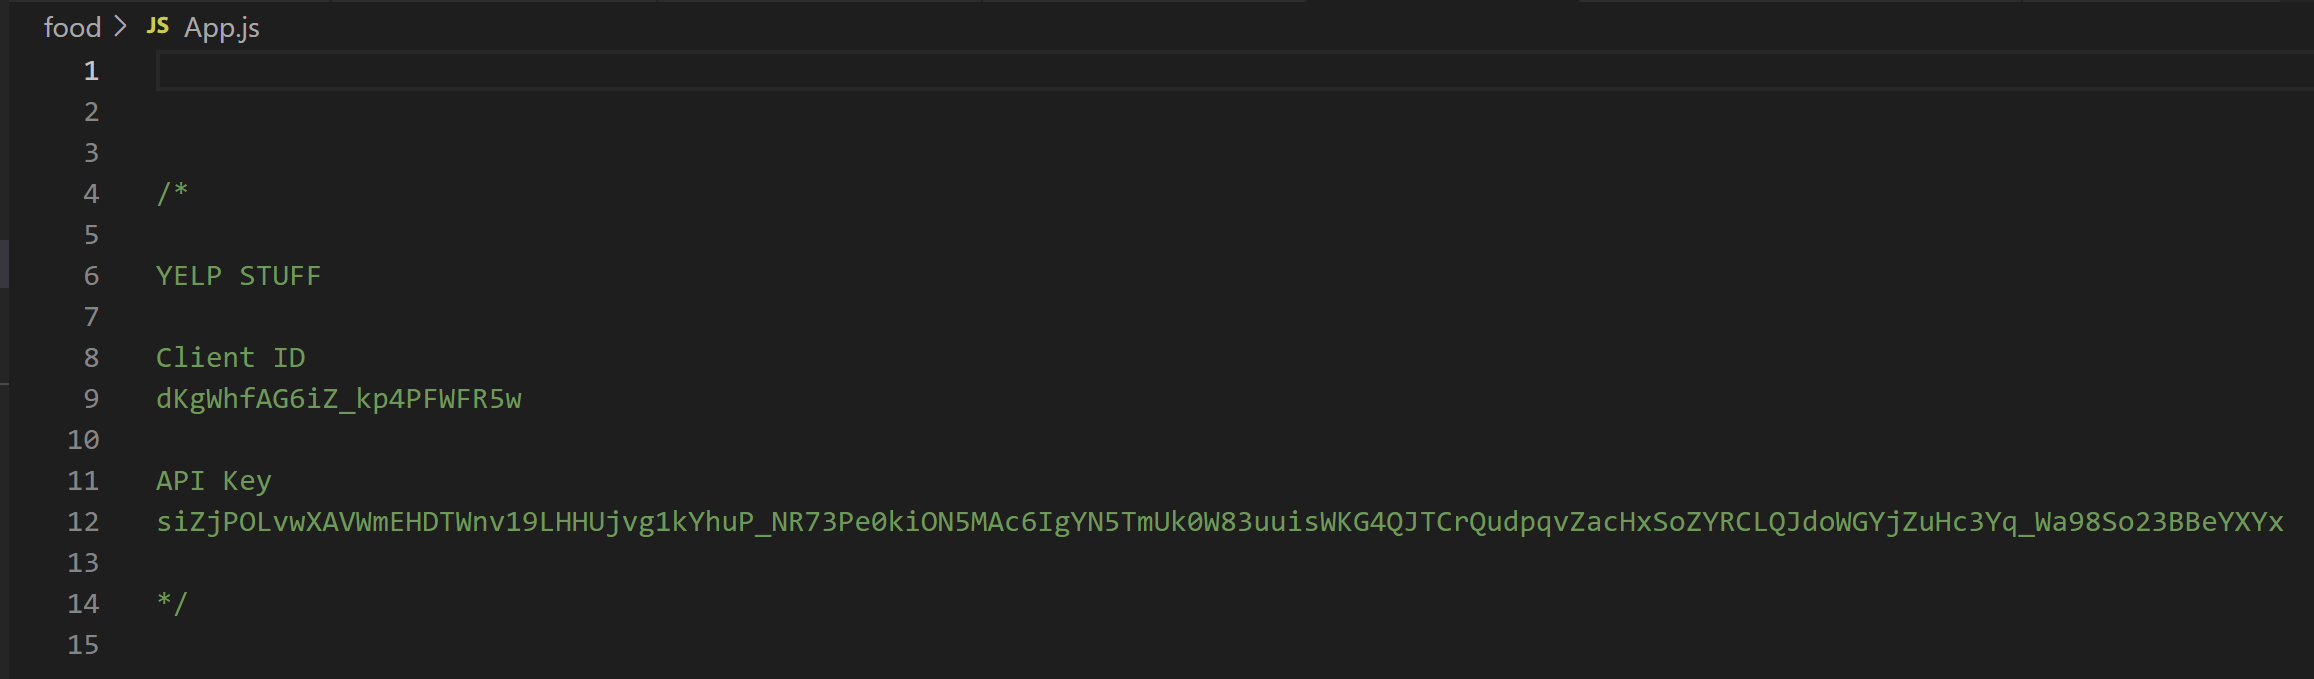 food > JS App.js
1
2
3
4 /*
5
6 YELP STUFF
7
8 Client ID
9 dKgWhfAG6iZ_kp4PFWFR5w
10
11 API Key
12 siZjPOLvwXAVWmEHDTWnv19LHHUjvg1kYhuP_NR73Pe0kiON5MAc6IgYN5TmUk0W83uuisWKG4QJTCrQudpqvZacHxSoZYRCLQJdoWGYjZuHc3Yq_Wa98So23BBeYXYx
13
14 */
15